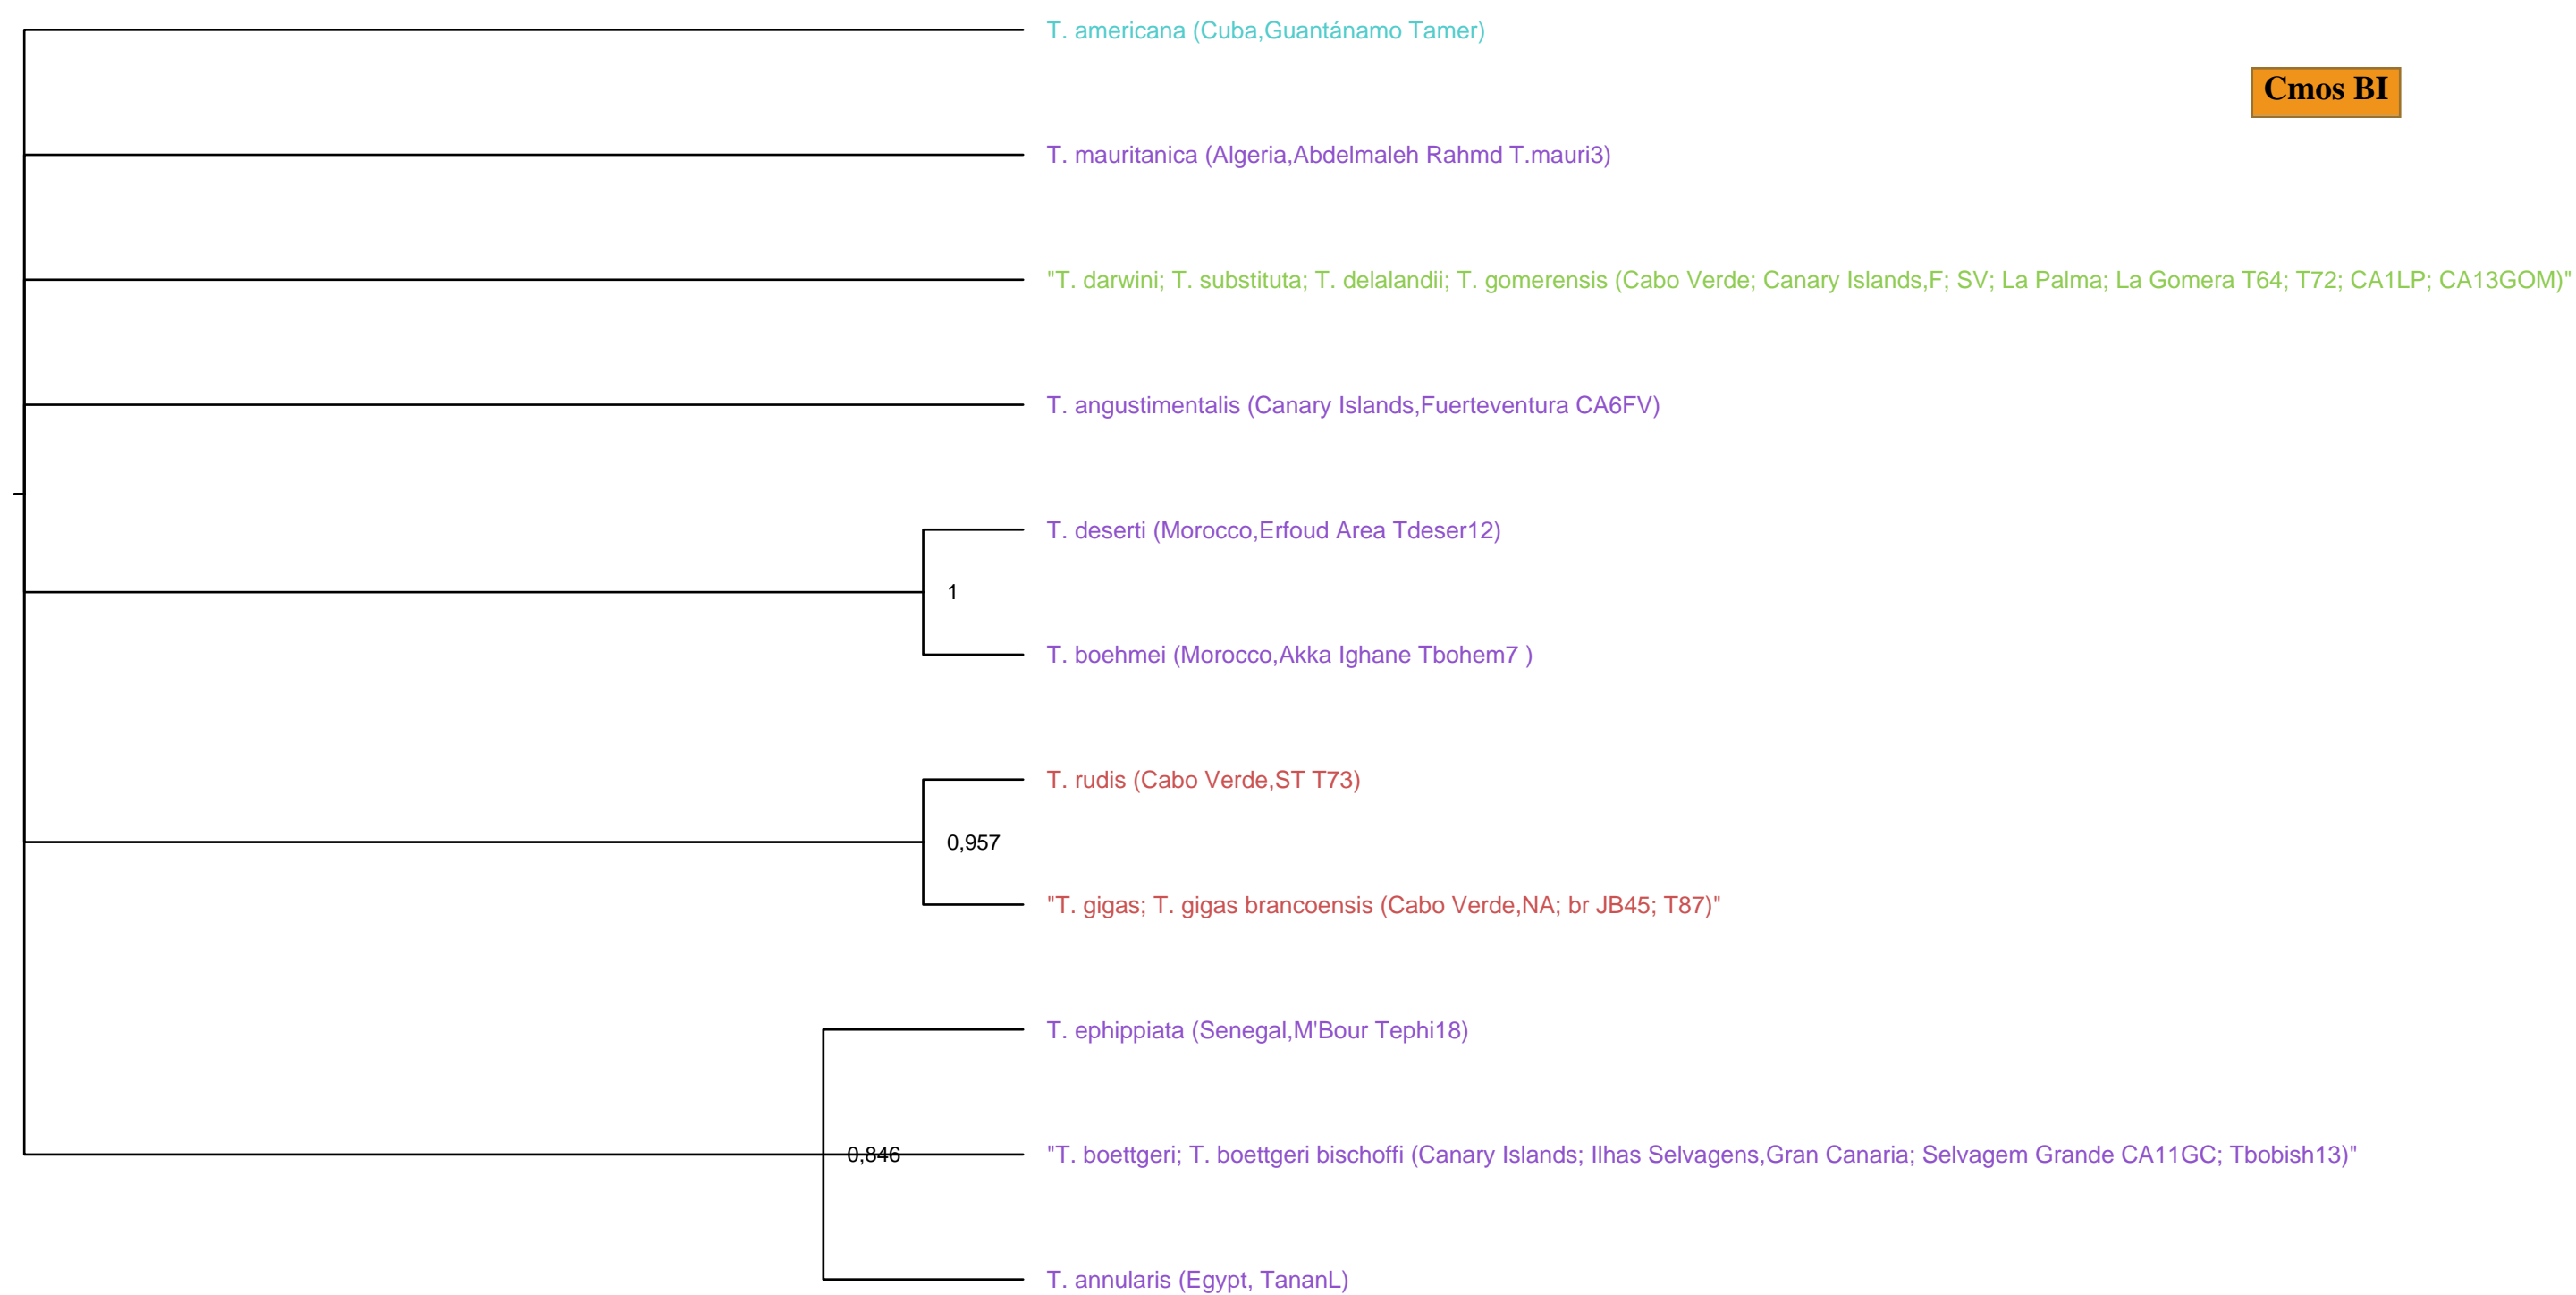 T. americana (Cuba,Guantánamo Tamer)
Cmos BI
T. mauritanica (Algeria,Abdelmaleh Rahmd T.mauri3)
"T. darwini; T. substituta; T. delalandii; T. gomerensis (Cabo Verde; Canary Islands,F; SV; La Palma; La Gomera T64; T72; CA1LP; CA13GOM)"
T. angustimentalis (Canary Islands,Fuerteventura CA6FV)
T. deserti (Morocco,Erfoud Area Tdeser12)
1
T. boehmei (Morocco,Akka Ighane Tbohem7 )
T. rudis (Cabo Verde,ST T73)
0,957
"T. gigas; T. gigas brancoensis (Cabo Verde,NA; br JB45; T87)"
T. ephippiata (Senegal,M'Bour Tephi18)
0,846
"T. boettgeri; T. boettgeri bischoffi (Canary Islands; Ilhas Selvagens,Gran Canaria; Selvagem Grande CA11GC; Tbobish13)"
T. annularis (Egypt, TananL)